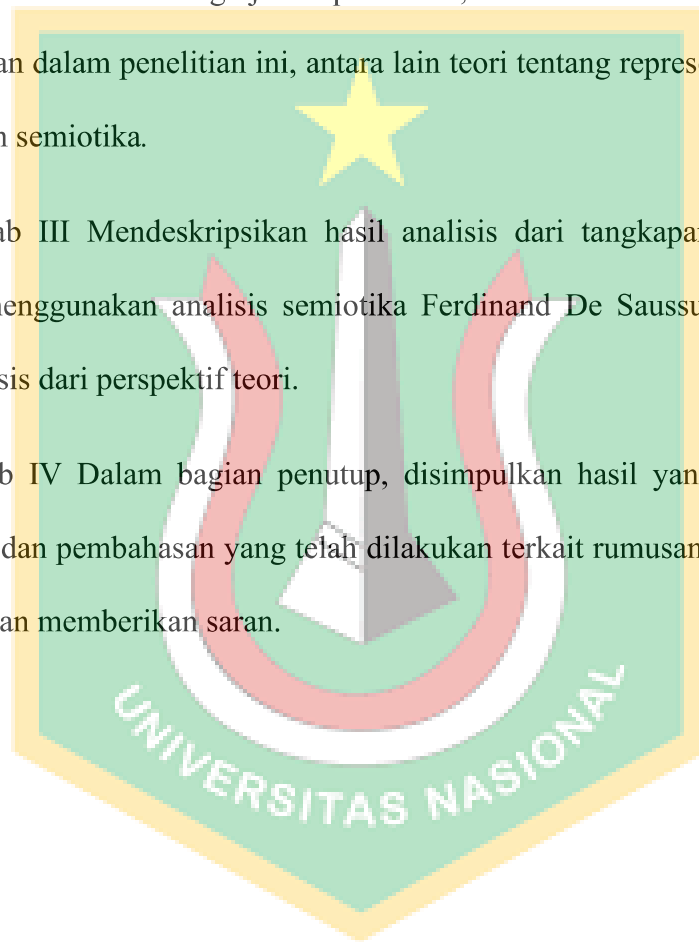 an dalam penelitian ini, antara lain teori tentang repres
n semiotika.
ab III Mendeskripsikan hasil analisis dari tangkapan
menggunakan analisis semiotika Ferdinand De Saussu
sis dari perspektif teori.
b IV Dalam bagian penutup, disimpulkan hasil yan
dan pembahasan yang telah dilakukan terkait rumusan
an memberikan saran.
UNIVERSITAS NASIONAL